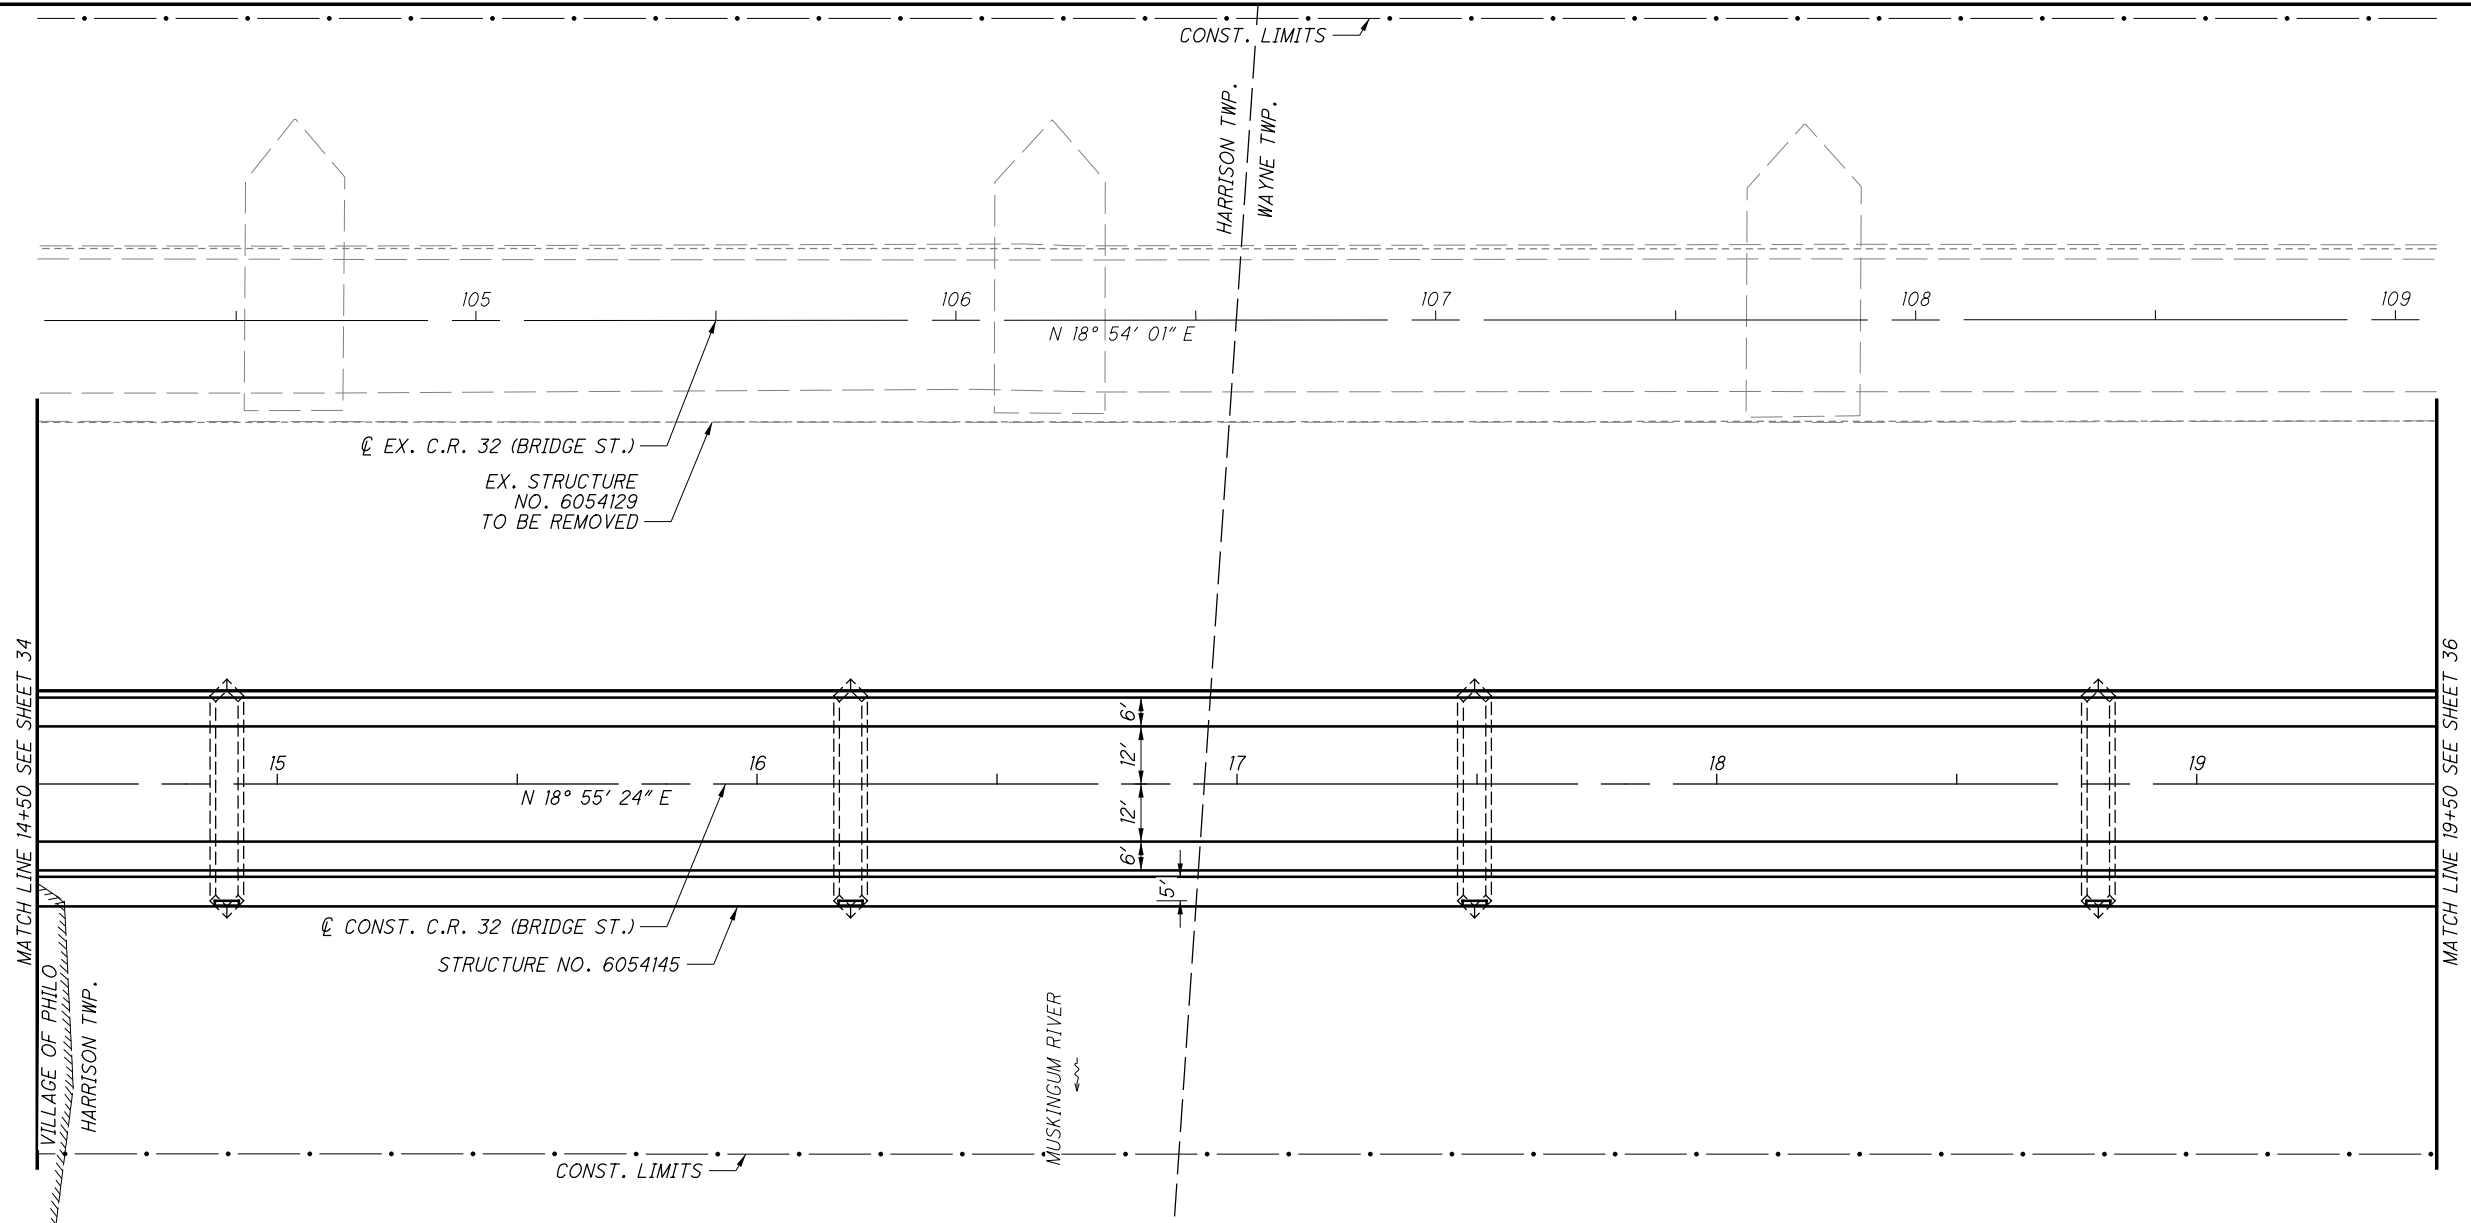 CONST. LIMITS
HARRISON TWP.
WAYNE TWP.
105
106
107
108
109
N 18° 54' 01" E
℄ EX. C.R. 32 (BRIDGE ST.)
EX. STRUCTURE
NO. 6054129
TO BE REMOVED
MATCH LINE 14+50 SEE SHEET 34
MATCH LINE 19+50 SEE SHEET 36
6'
12'
15
16
17
18
19
N 18° 55' 24" E
12'
6'
5'
℄ CONST. C.R. 32 (BRIDGE ST.)
STRUCTURE NO. 6054145
VILLAGE OF PHILO
HARRISON TWP.
MUSKINGUM RIVER
CONST. LIMITS